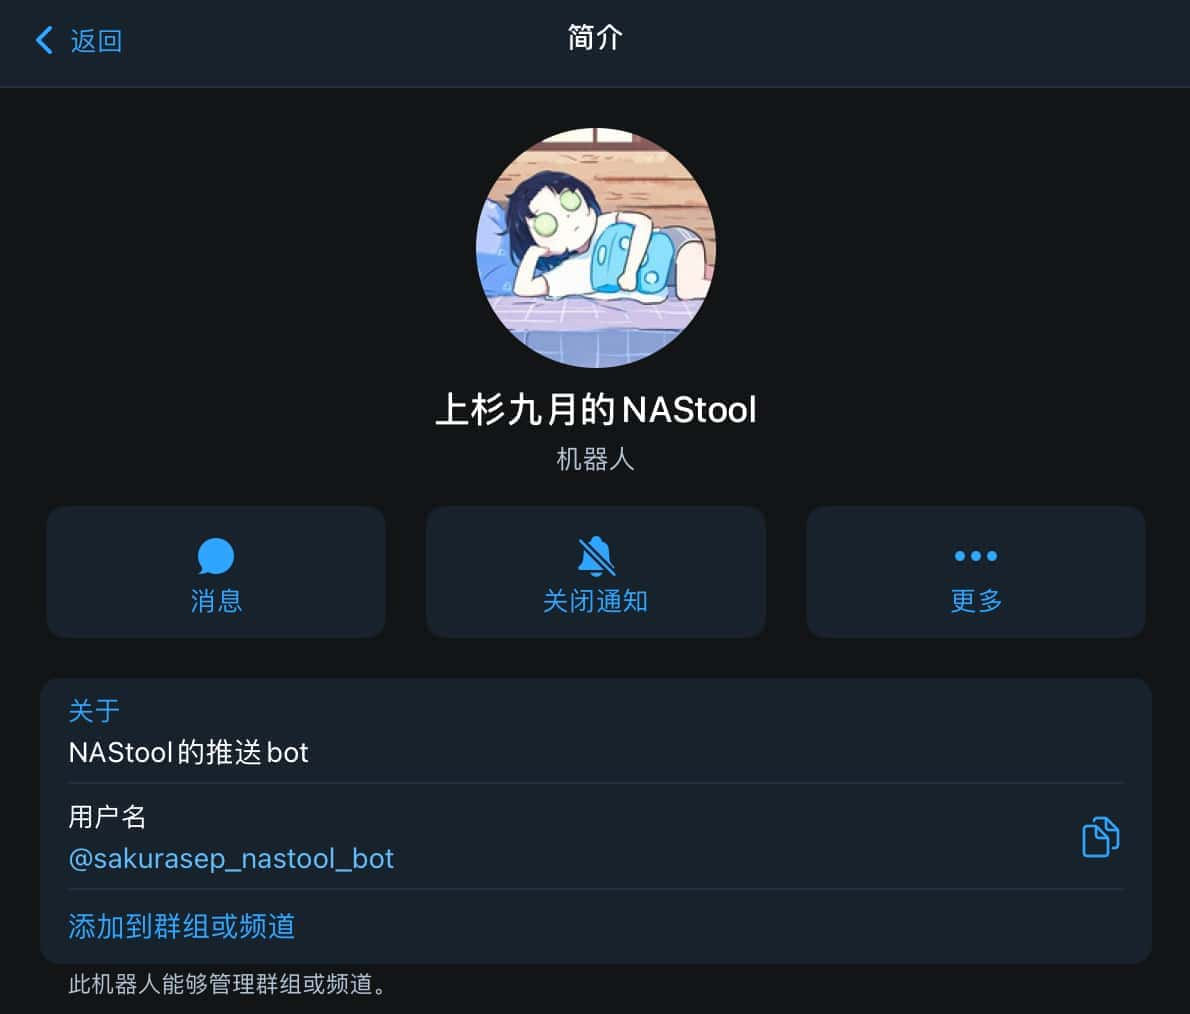 返回
简介
上杉九月的NAStool
机器人
消息
关闭通知
更多
关于
NAStool的推送bot
用户名
@sakurasep_nastool_bot
添加到群组或频道
此机器人能够管理群组或频道。